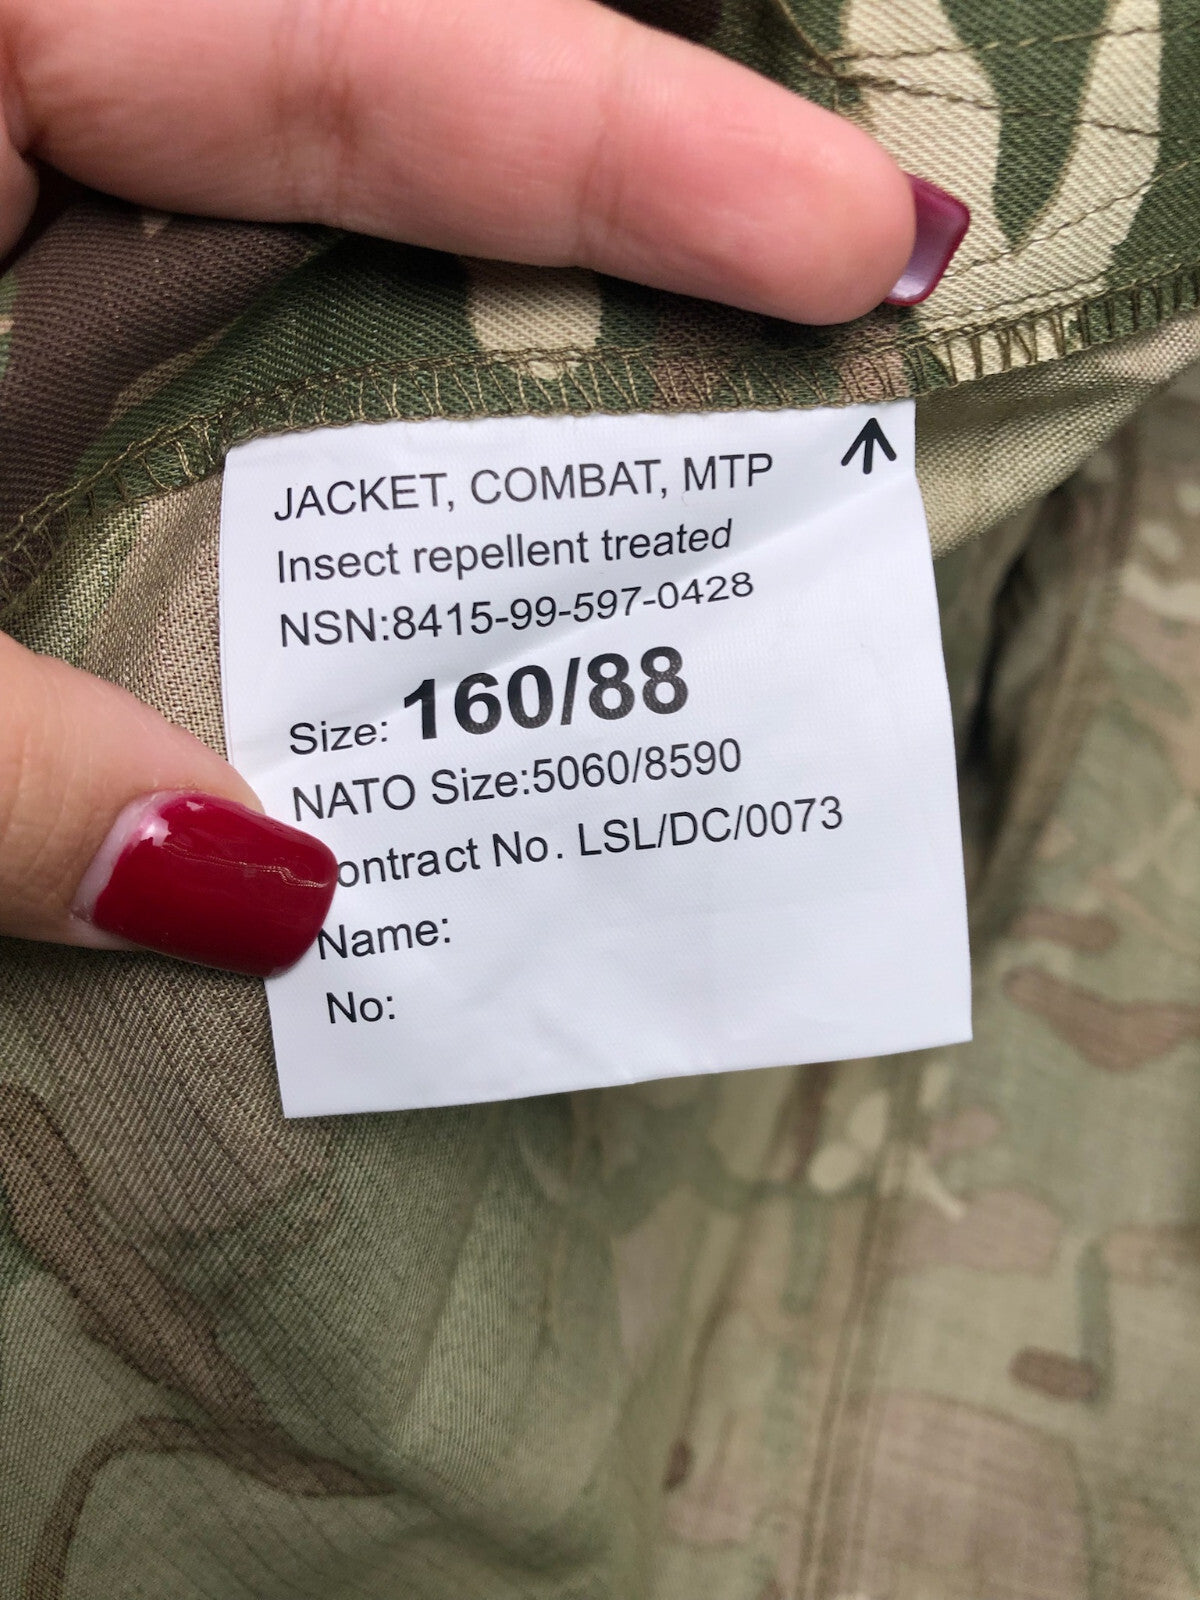 JACKET, COMBAT, MTP
Insect repellent treated
NSN:8415-99-597-0428
Size: 160/88
NATO Size:5060/8590
ontract No. LSL/DC/0073
Name:
No: